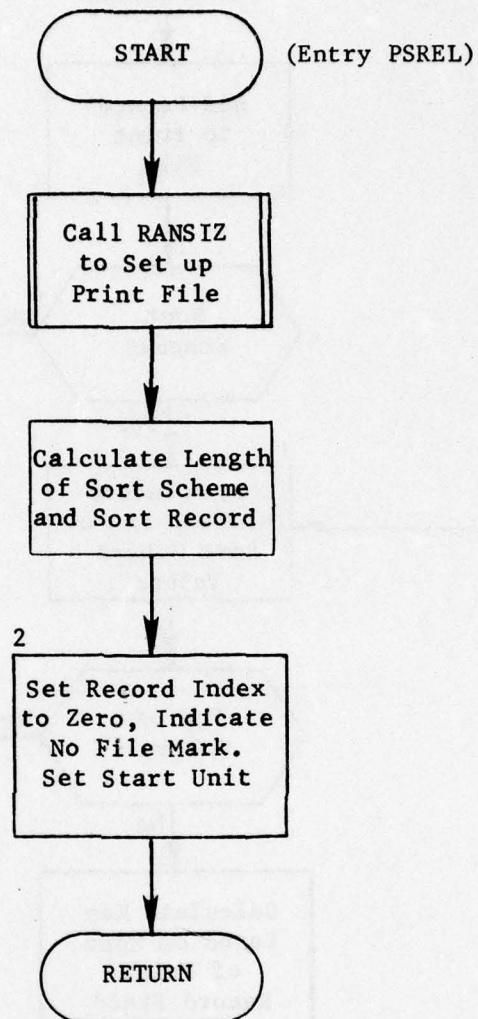 START
(Entry PSREL)
Call RANSIZ
to Set up
Print File
Calculate Length
of Sort Scheme
and Sort Record
2
Set Record Index
to Zero, Indicate
No File Mark.
Set Start Unit
RETURN